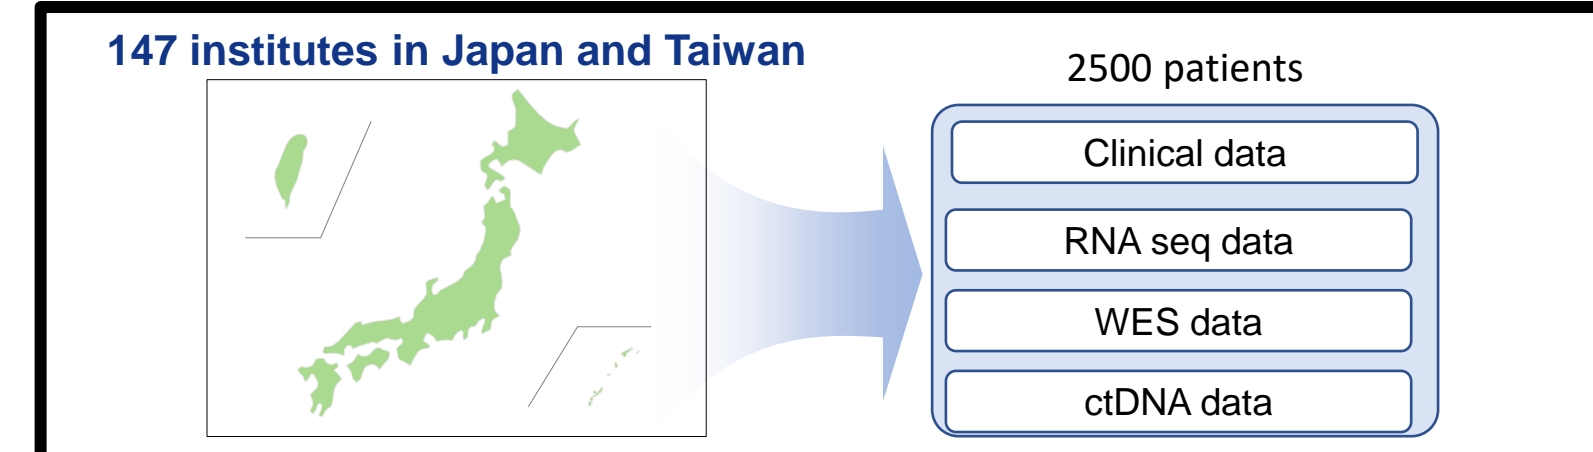 147 institutes in Japan and Taiwan
2500 patients
Clinical data
RNA seq data
WES data
ctDNA data